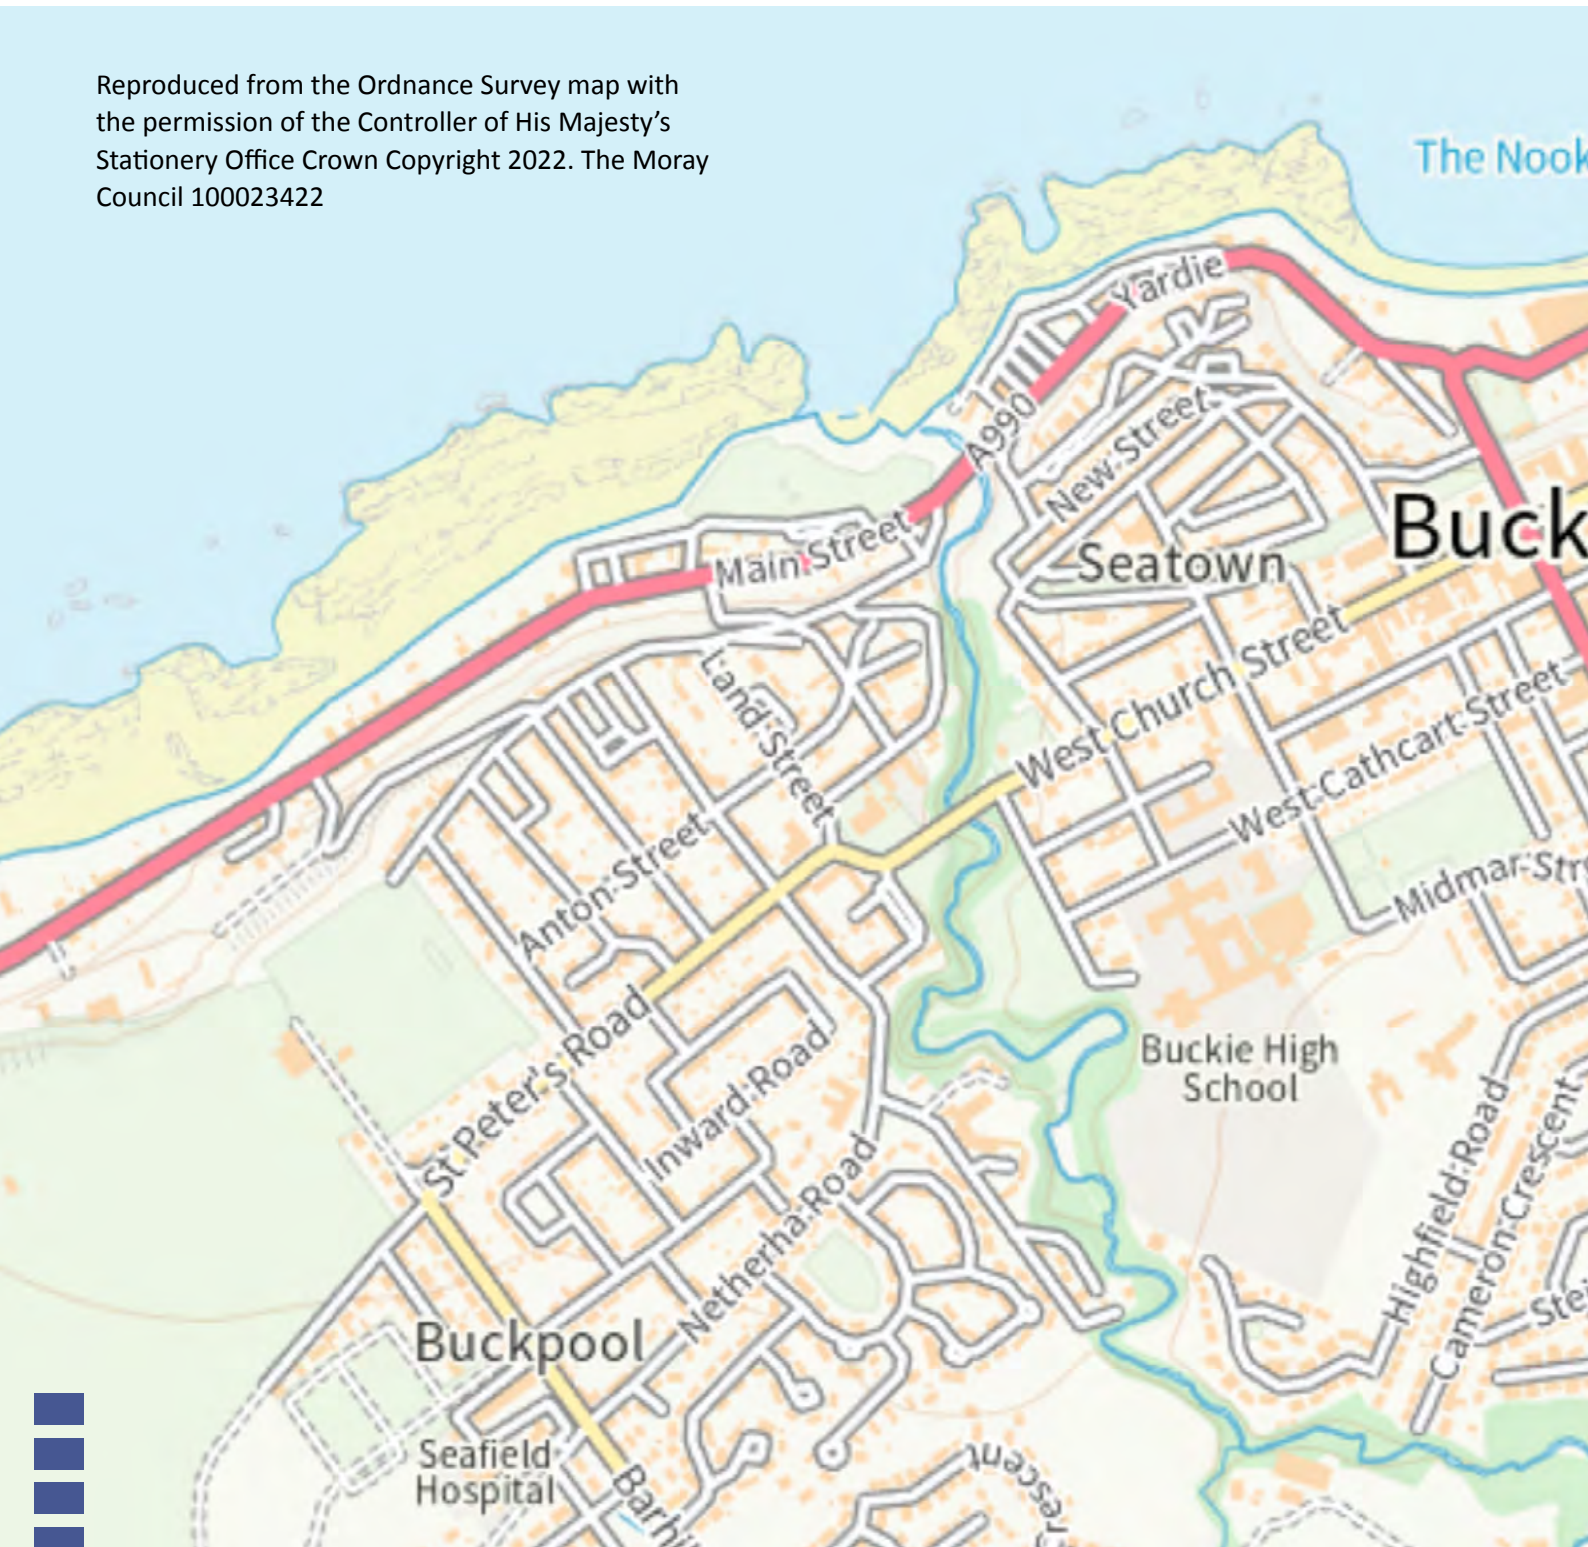 Reproduced from the Ordnance Survey map with
the permission of the Controller of His Majesty's
Stationery Office Crown Copyright 2022. The Moray
Council 100023422
The Nook
Yardie
A990
New Street
Main Street
Seatown
Buck
Land Street
West Church Street
West Cathcart Street
Anton Street
Midmar Str
St Peter's Road
Inward Road
Buckie High
School
Netherha Road
Highfield Road
Cameron Crescent
Ste
Buckpool
Seafield
Hospital
Barhi
rescent